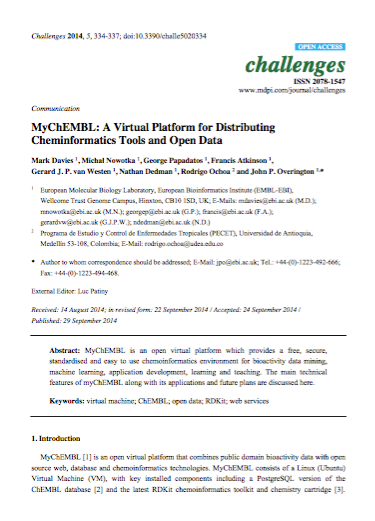 Challenges 2014, 5, 334-337; doi:10.3390/challe5020334
OPEN ACCESS
challenges
ISSN 2078-1547
www.mdpi.com/journal/challenges
Communication
MyChEMBL: A Virtual Platform for Distributing
Cheminformatics Tools and Open Data
Mark Davies 1, Michał Nowotka 1, George Papadatos 1, Francis Atkinson 1,
Gerard J. P. van Westen 1, Nathan Dedman 1, Rodrigo Ochoa 2 and John P. Overington 1,*
1 European Molecular Biology Laboratory, European Bioinformatics Institute (EMBL-EBI),
Wellcome Trust Genome Campus, Hinxton, CB10 1SD, UK; E-Mails: mdavies@ebi.ac.uk (M.D.);
mnowotka@ebi.ac.uk (M.N.); georgep@ebi.ac.uk (G.P.); francis@ebi.ac.uk (F.A.);
gerardvw@ebi.ac.uk (G.J.P.W.); ndedman@ebi.ac.uk (N.D.)
2 Programa de Estudio y Control de Enfermedades Tropicales (PECET), Universidad de Antioquia,
Medellín 53-108, Colombia; E-Mail: rodrigo.ochoa@udea.edu.co
* Author to whom correspondence should be addressed; E-Mail: jpo@ebi.ac.uk; Tel.: +44-(0)-1223-492-666;
Fax: +44-(0)-1223-494-468.
External Editor: Luc Patiny
Received: 14 August 2014; in revised form: 22 September 2014 / Accepted: 24 September 2014 /
Published: 29 September 2014
Abstract: MyChEMBL is an open virtual platform which provides a free, secure,
standardised and easy to use chemoinformatics environment for bioactivity data mining,
machine learning, application development, learning and teaching. The main technical
features of myChEMBL along with its applications and future plans are discussed here.
Keywords: virtual machine; ChEMBL; open data; RDKit; web services
1. Introduction
MyChEMBL [1] is an open virtual platform that combines public domain bioactivity data with open
source web, database and chemoinformatics technologies. MyChEMBL consists of a Linux (Ubuntu)
Virtual Machine (VM), with key installed components including a PostgreSQL version of the
ChEMBL database [2] and the latest RDKit chemoinformatics toolkit and chemistry cartridge [3].